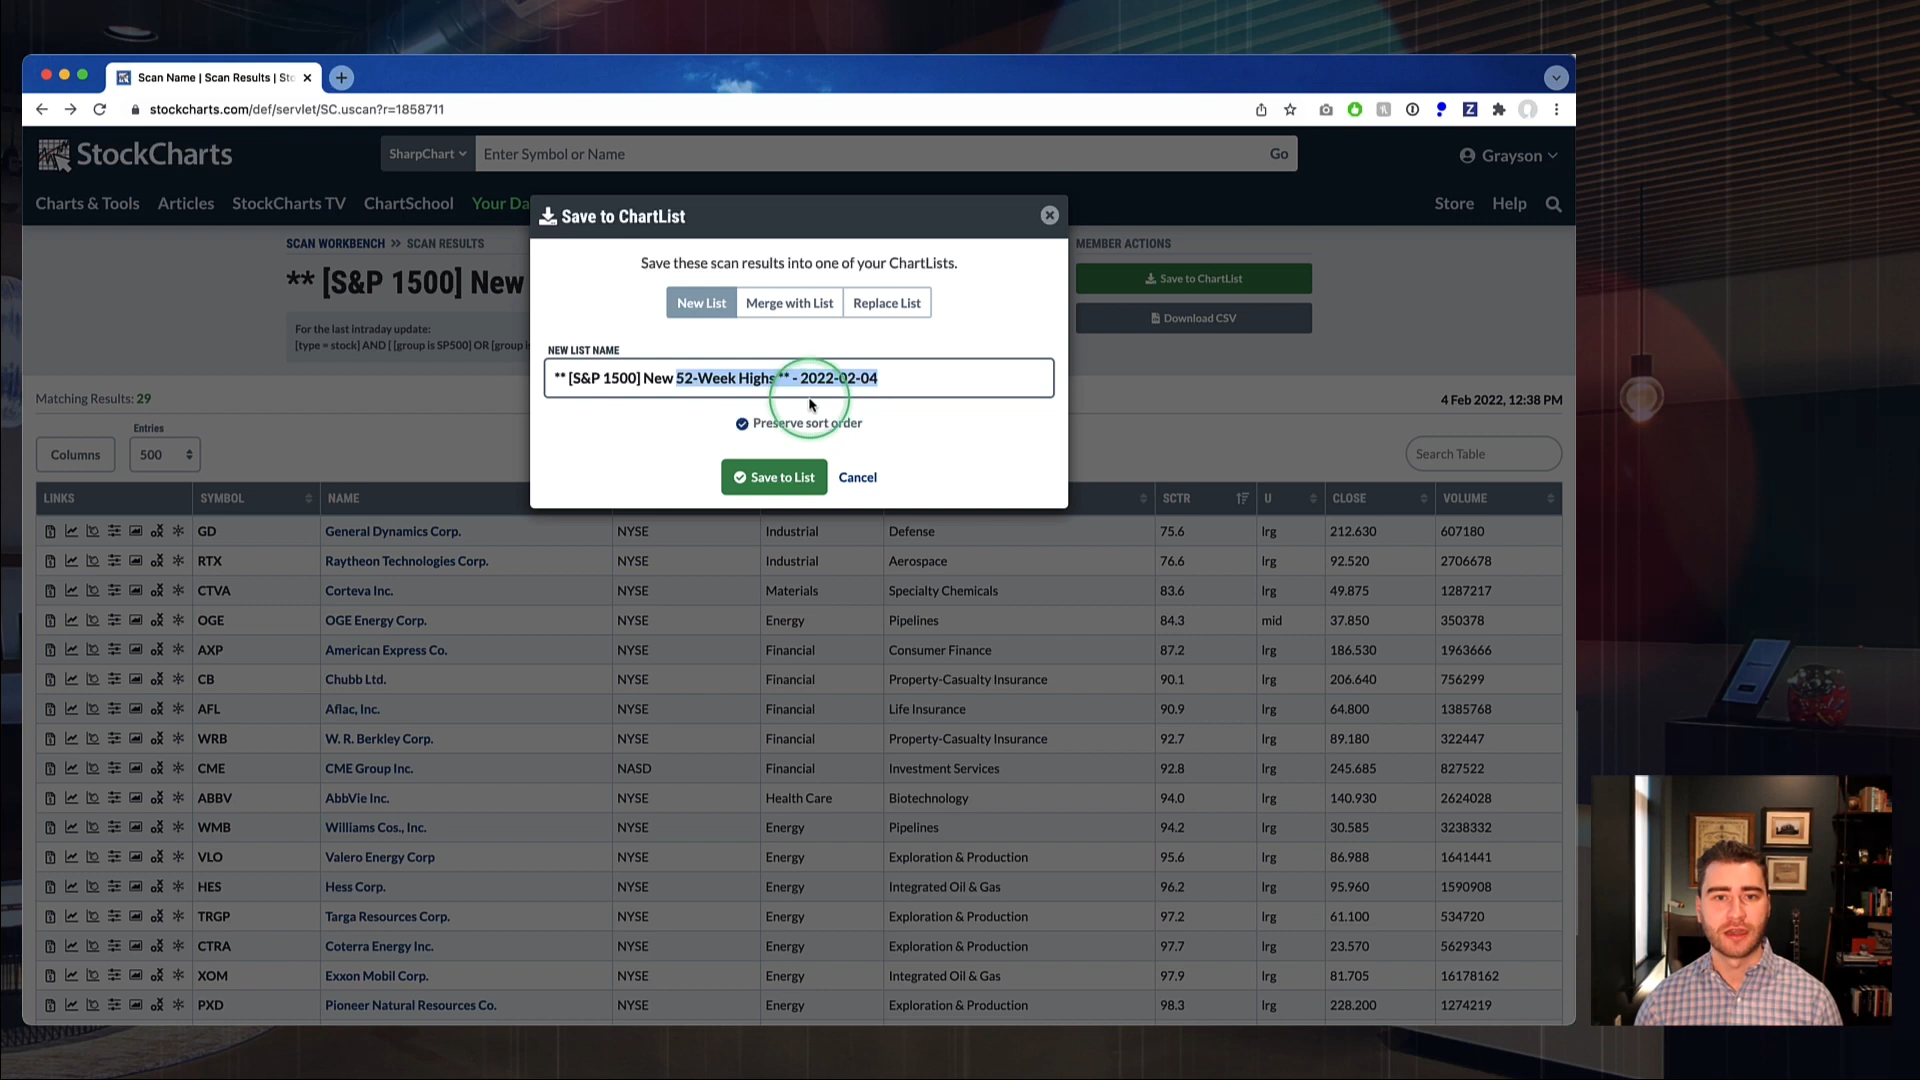 Scan Name | Scan Results | Sto
stockcharts.com/def/servlet/SC.uscan?r=1858711
StockCharts
SharpChart
Enter Symbol or Name
Go
Grayson
Charts & Tools Articles StockCharts TV ChartSchool Your Da
Store Help
Save to ChartList
SCAN WORKBENCH >> SCAN RESULTS
MEMBER ACTIONS
** [S&P 1500] New
Save these scan results into one of your ChartLists.
Save to ChartList
New List Merge with List Replace List
Download CSV
For the last intraday update:
[type = stock] AND [ [group is SP500] OR [group i
NEW LIST NAME
** [S&P 1500] New 52-Week Highs ** - 2022-02-04
Preserve sort order
Save to List Cancel
Matching Results: 29
4 Feb 2022, 12:38 PM
Entries
Columns
500
Search Table
LINKS SYMBOL NAME SCTR U CLOSE VOLUME
GD General Dynamics Corp. NYSE Industrial Defense 75.6 lrg 212.630 607180
RTX Raytheon Technologies Corp. NYSE Industrial Aerospace 76.6 lrg 92.520 2706678
CTVA Corteva Inc. NYSE Materials Specialty Chemicals 83.6 lrg 49.875 1287217
OGE OGE Energy Corp. NYSE Energy Pipelines 84.3 mid 37.850 350378
AXP American Express Co. NYSE Financial Consumer Finance 87.2 lrg 186.530 1963666
CB Chubb Ltd. NYSE Financial Property-Casualty Insurance 90.1 lrg 206.640 756299
AFL Aflac, Inc. NYSE Financial Life Insurance 90.9 lrg 64.800 1385768
WRB W. R. Berkley Corp. NYSE Financial Property-Casualty Insurance 92.7 lrg 89.180 322447
CME CME Group Inc. NASD Financial Investment Services 92.8 lrg 245.685 827522
ABBV AbbVie Inc. NYSE Health Care Biotechnology 94.0 lrg 140.930 2624028
WMB Williams Cos., Inc. NYSE Energy Pipelines 94.2 lrg 30.585 3238332
VLO Valero Energy Corp NYSE Energy Exploration & Production 95.6 lrg 86.988 1641441
HES Hess Corp. NYSE Energy Integrated Oil & Gas 96.2 lrg 95.960 1590908
TRGP Targa Resources Corp. NYSE Energy Exploration & Production 97.2 lrg 61.100 534720
CTRA Coterra Energy Inc. NYSE Energy Exploration & Production 97.7 lrg 23.570 5629343
XOM Exxon Mobil Corp. NYSE Energy Integrated Oil & Gas 97.9 lrg 81.705 16178162
PXD Pioneer Natural Resources Co. NYSE Energy Exploration & Production 98.3 lrg 228.200 1274219